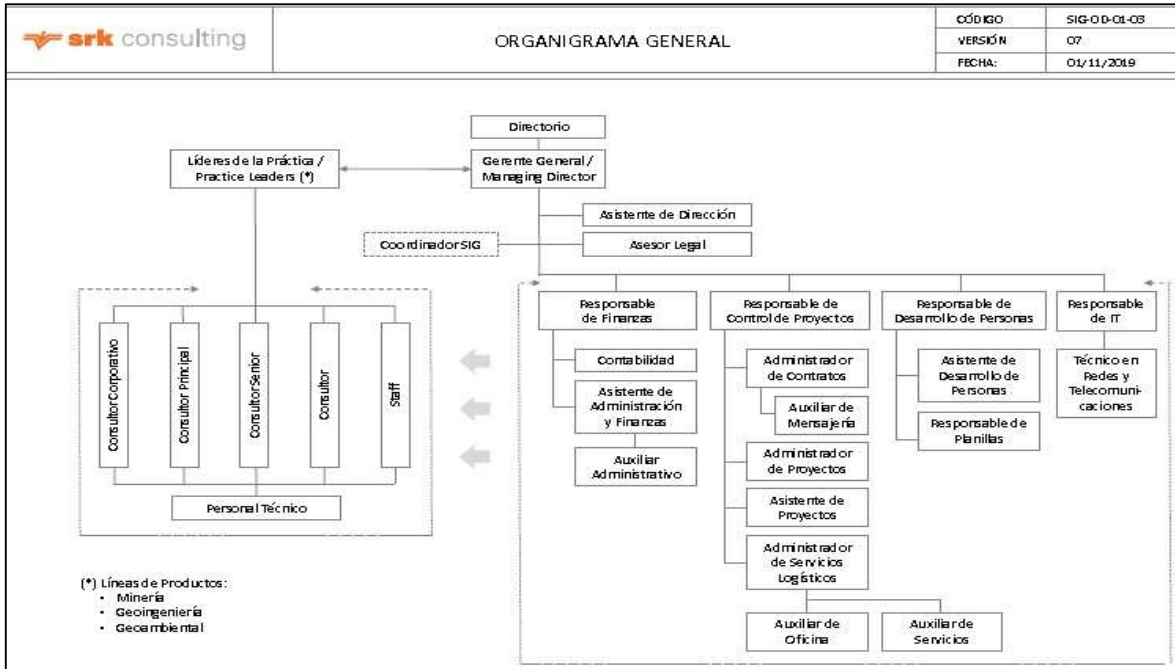 srk consulting
ORGANIGRAMA GENERAL
CÓDIGO
SIG-OD-01-03
VERSIÓN
07
FECHA:
01/11/2019
Directorio
Líderes de la Práctica /
Practice Leaders (*)
Gerente General /
Managing Director
Asistente de Dirección
Coordinador SIG
Asesor Legal
Responsable
de Finanzas
Responsable de
Control de Proyectos
Responsable de
Desarrollo de Personas
Responsable
de IT
Consultor Corporativo
Consultor Principal
Consultor Senior
Consultor
Staff
Personal Técnico
Contabilidad
Asistente de
Administración
y Finanzas
Auxiliar
Administrativo
Administrador
de Contratos
Auxiliar de
Mensajería
Administrador
de Proyectos
Asistente de
Proyectos
Administrador
de Servicios
Logísticos
Auxiliar de
Oficina
Auxiliar de
Servicios
Asistente de
Desarrollo de
Personas
Responsable de
Planillas
Técnico en
Redes y
Telecomuni-
caciones
(*) Líneas de Productos:
• Minería
• Geoingeniería
• Geoambiental